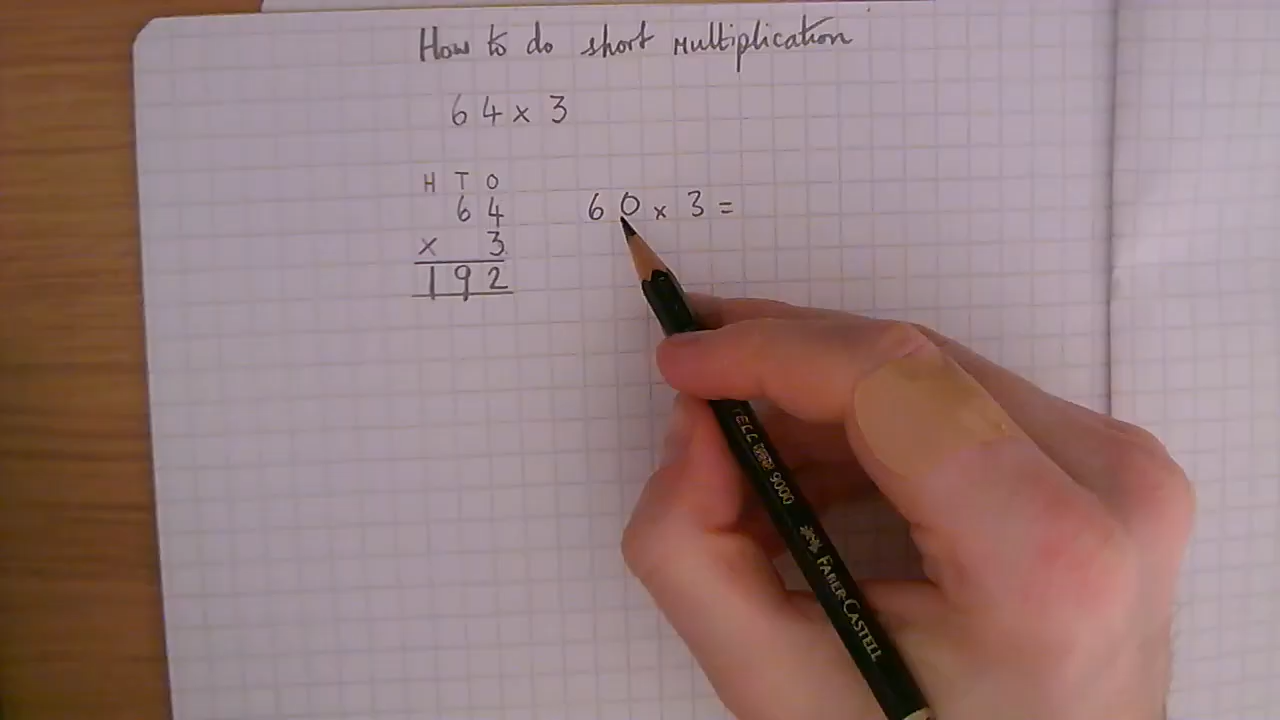 How to do short Multiplication
64 x 3
H T O
64
x 3
192
60 x 3 =
9000 FABER-CASTELL